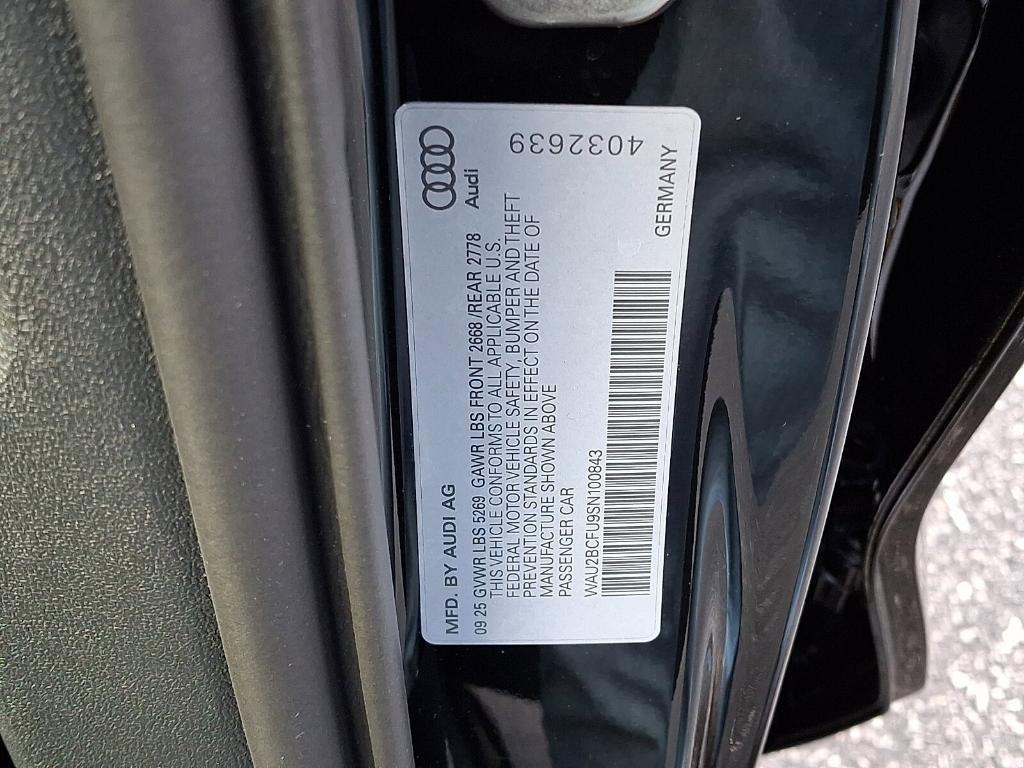 Audi
MFD. BY AUDI AG
09 25 GVWR LBS 5269 GAWR LBS FRONT 2668 /REAR 2778
THIS VEHICLE CONFORMS TO ALL APPLICABLE U.S.
FEDERAL MOTOR VEHICLE SAFETY, BUMPER AND THEFT
PREVENTION STANDARDS IN EFFECT ON THE DATE OF
MANUFACTURE SHOWN ABOVE
PASSENGER CAR
WAU2BCFU9SN100843
GERMANY
4032639